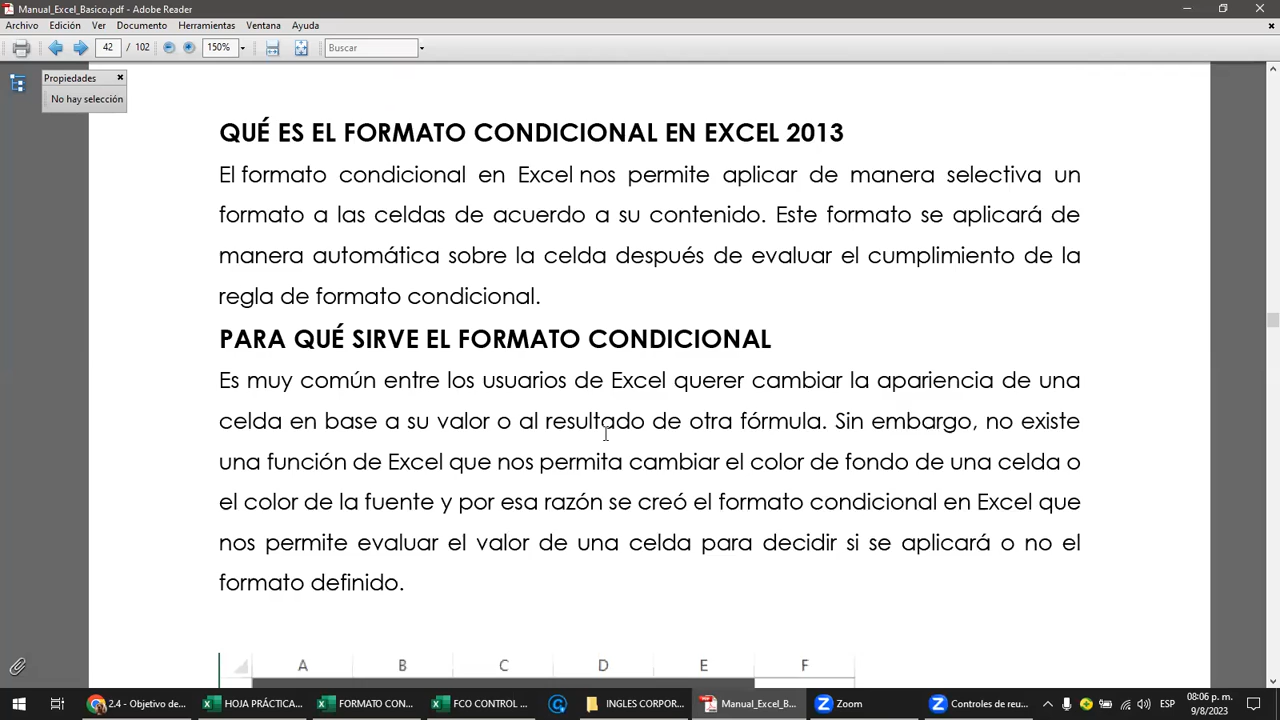 Manual_Excel_Basico.pdf - Adobe Reader
Archivo Edición Ver Documento Herramientas Ventana Ayuda
42 / 102 150% Buscar
Propiedades
No hay selección
QUÉ ES EL FORMATO CONDICIONAL EN EXCEL 2013
El formato condicional en Excel nos permite aplicar de manera selectiva un
formato a las celdas de acuerdo a su contenido. Este formato se aplicará de
manera automática sobre la celda después de evaluar el cumplimiento de la
regla de formato condicional.
PARA QUÉ SIRVE EL FORMATO CONDICIONAL
Es muy común entre los usuarios de Excel querer cambiar la apariencia de una
celda en base a su valor o al resultado de otra fórmula. Sin embargo, no existe
una función de Excel que nos permita cambiar el color de fondo de una celda o
el color de la fuente y por esa razón se creó el formato condicional en Excel que
nos permite evaluar el valor de una celda para decidir si se aplicará o no el
formato definido.
A B C D E F
2.4 - Objetivo de... HOJA PRÁCTICA... FORMATO CON... FCO CONTROL ... INGLES CORPOR... Manual_Excel_B... Zoom Controles de reu... ESP 08:06 p. m.
9/8/2023